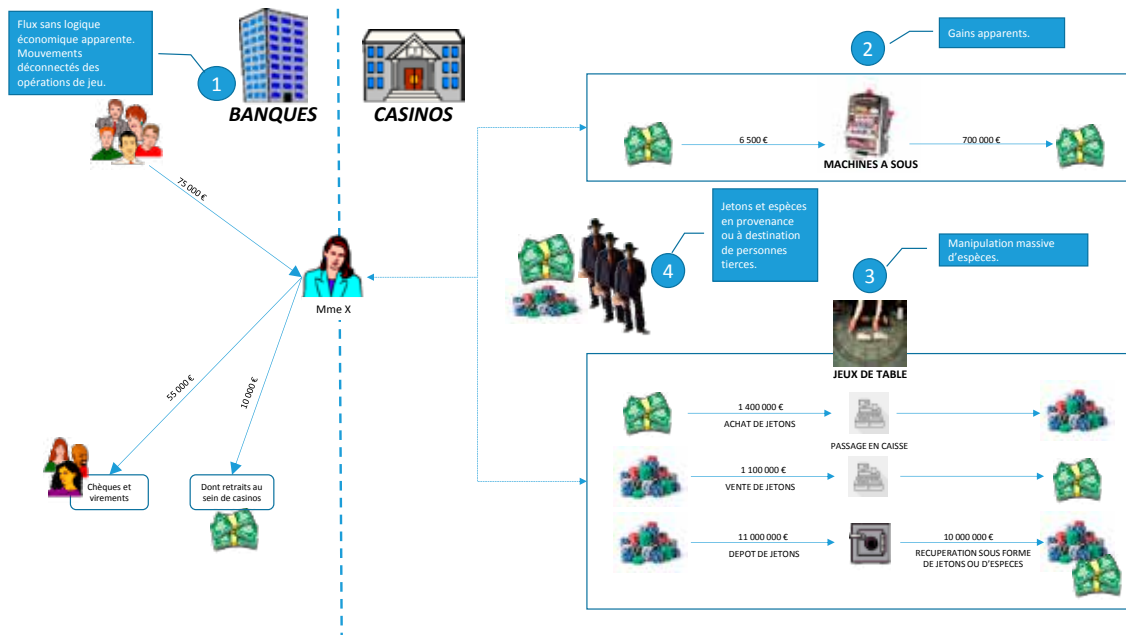 Flux sans logique
économique apparente.
Mouvements
déconnectés des
opérations de jeu.
1
BANQUES
CASINOS
2
Gains apparents.
6 500 €
700 000 €
MACHINES A SOUS
75 000 €
Mme X
55 000 €
10 000 €
Chèques et
virements
Dont retraits au
sein de casinos
Jetons et espèces
en provenance
ou à destination
de personnes
tierces.
4
3
Manipulation massive
d'espèces.
JEUX DE TABLE
1 400 000 €
ACHAT DE JETONS
PASSAGE EN CAISSE
1 100 000 €
VENTE DE JETONS
11 000 000 €
DEPOT DE JETONS
10 000 000 €
RECUPERATION SOUS FORME
DE JETONS OU D'ESPECES